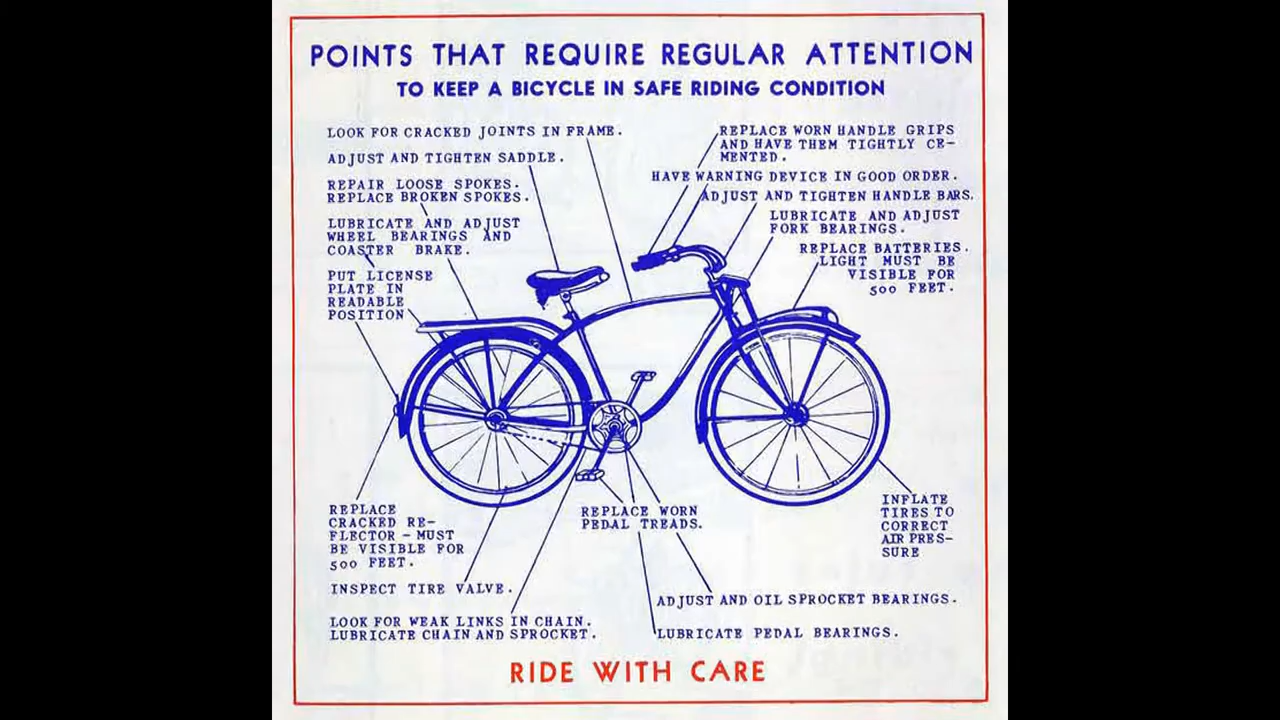 POINTS THAT REQUIRE REGULAR ATTENTION
TO KEEP A BICYCLE IN SAFE RIDING CONDITION
LOOK FOR CRACKED JOINTS IN FRAME.
ADJUST AND TIGHTEN SADDLE.
REPAIR LOOSE SPOKES.
REPLACE BROKEN SPOKES.
LUBRICATE AND ADJUST
WHEEL BEARINGS AND
COASTER BRAKE.
PUT LICENSE
PLATE IN
READABLE
POSITION
REPLACE WORN HANDLE GRIPS
AND HAVE THEM TIGHTLY CE-
MENTED.
HAVE WARNING DEVICE IN GOOD ORDER.
ADJUST AND TIGHTEN HANDLE BARS.
LUBRICATE AND ADJUST
FORK BEARINGS.
REPLACE BATTERIES.
LIGHT MUST BE
VISIBLE FOR
500 FEET.
REPLACE
CRACKED RE-
FLECTOR - MUST
BE VISIBLE FOR
500 FEET.
INSPECT TIRE VALVE.
LOOK FOR WEAK LINKS IN CHAIN.
LUBRICATE CHAIN AND SPROCKET.
REPLACE WORN
PEDAL TREADS.
INFLATE
TIRES TO
CORRECT
AIR PRES-
SURE
ADJUST AND OIL SPROCKET BEARINGS.
LUBRICATE PEDAL BEARINGS.
RIDE WITH CARE